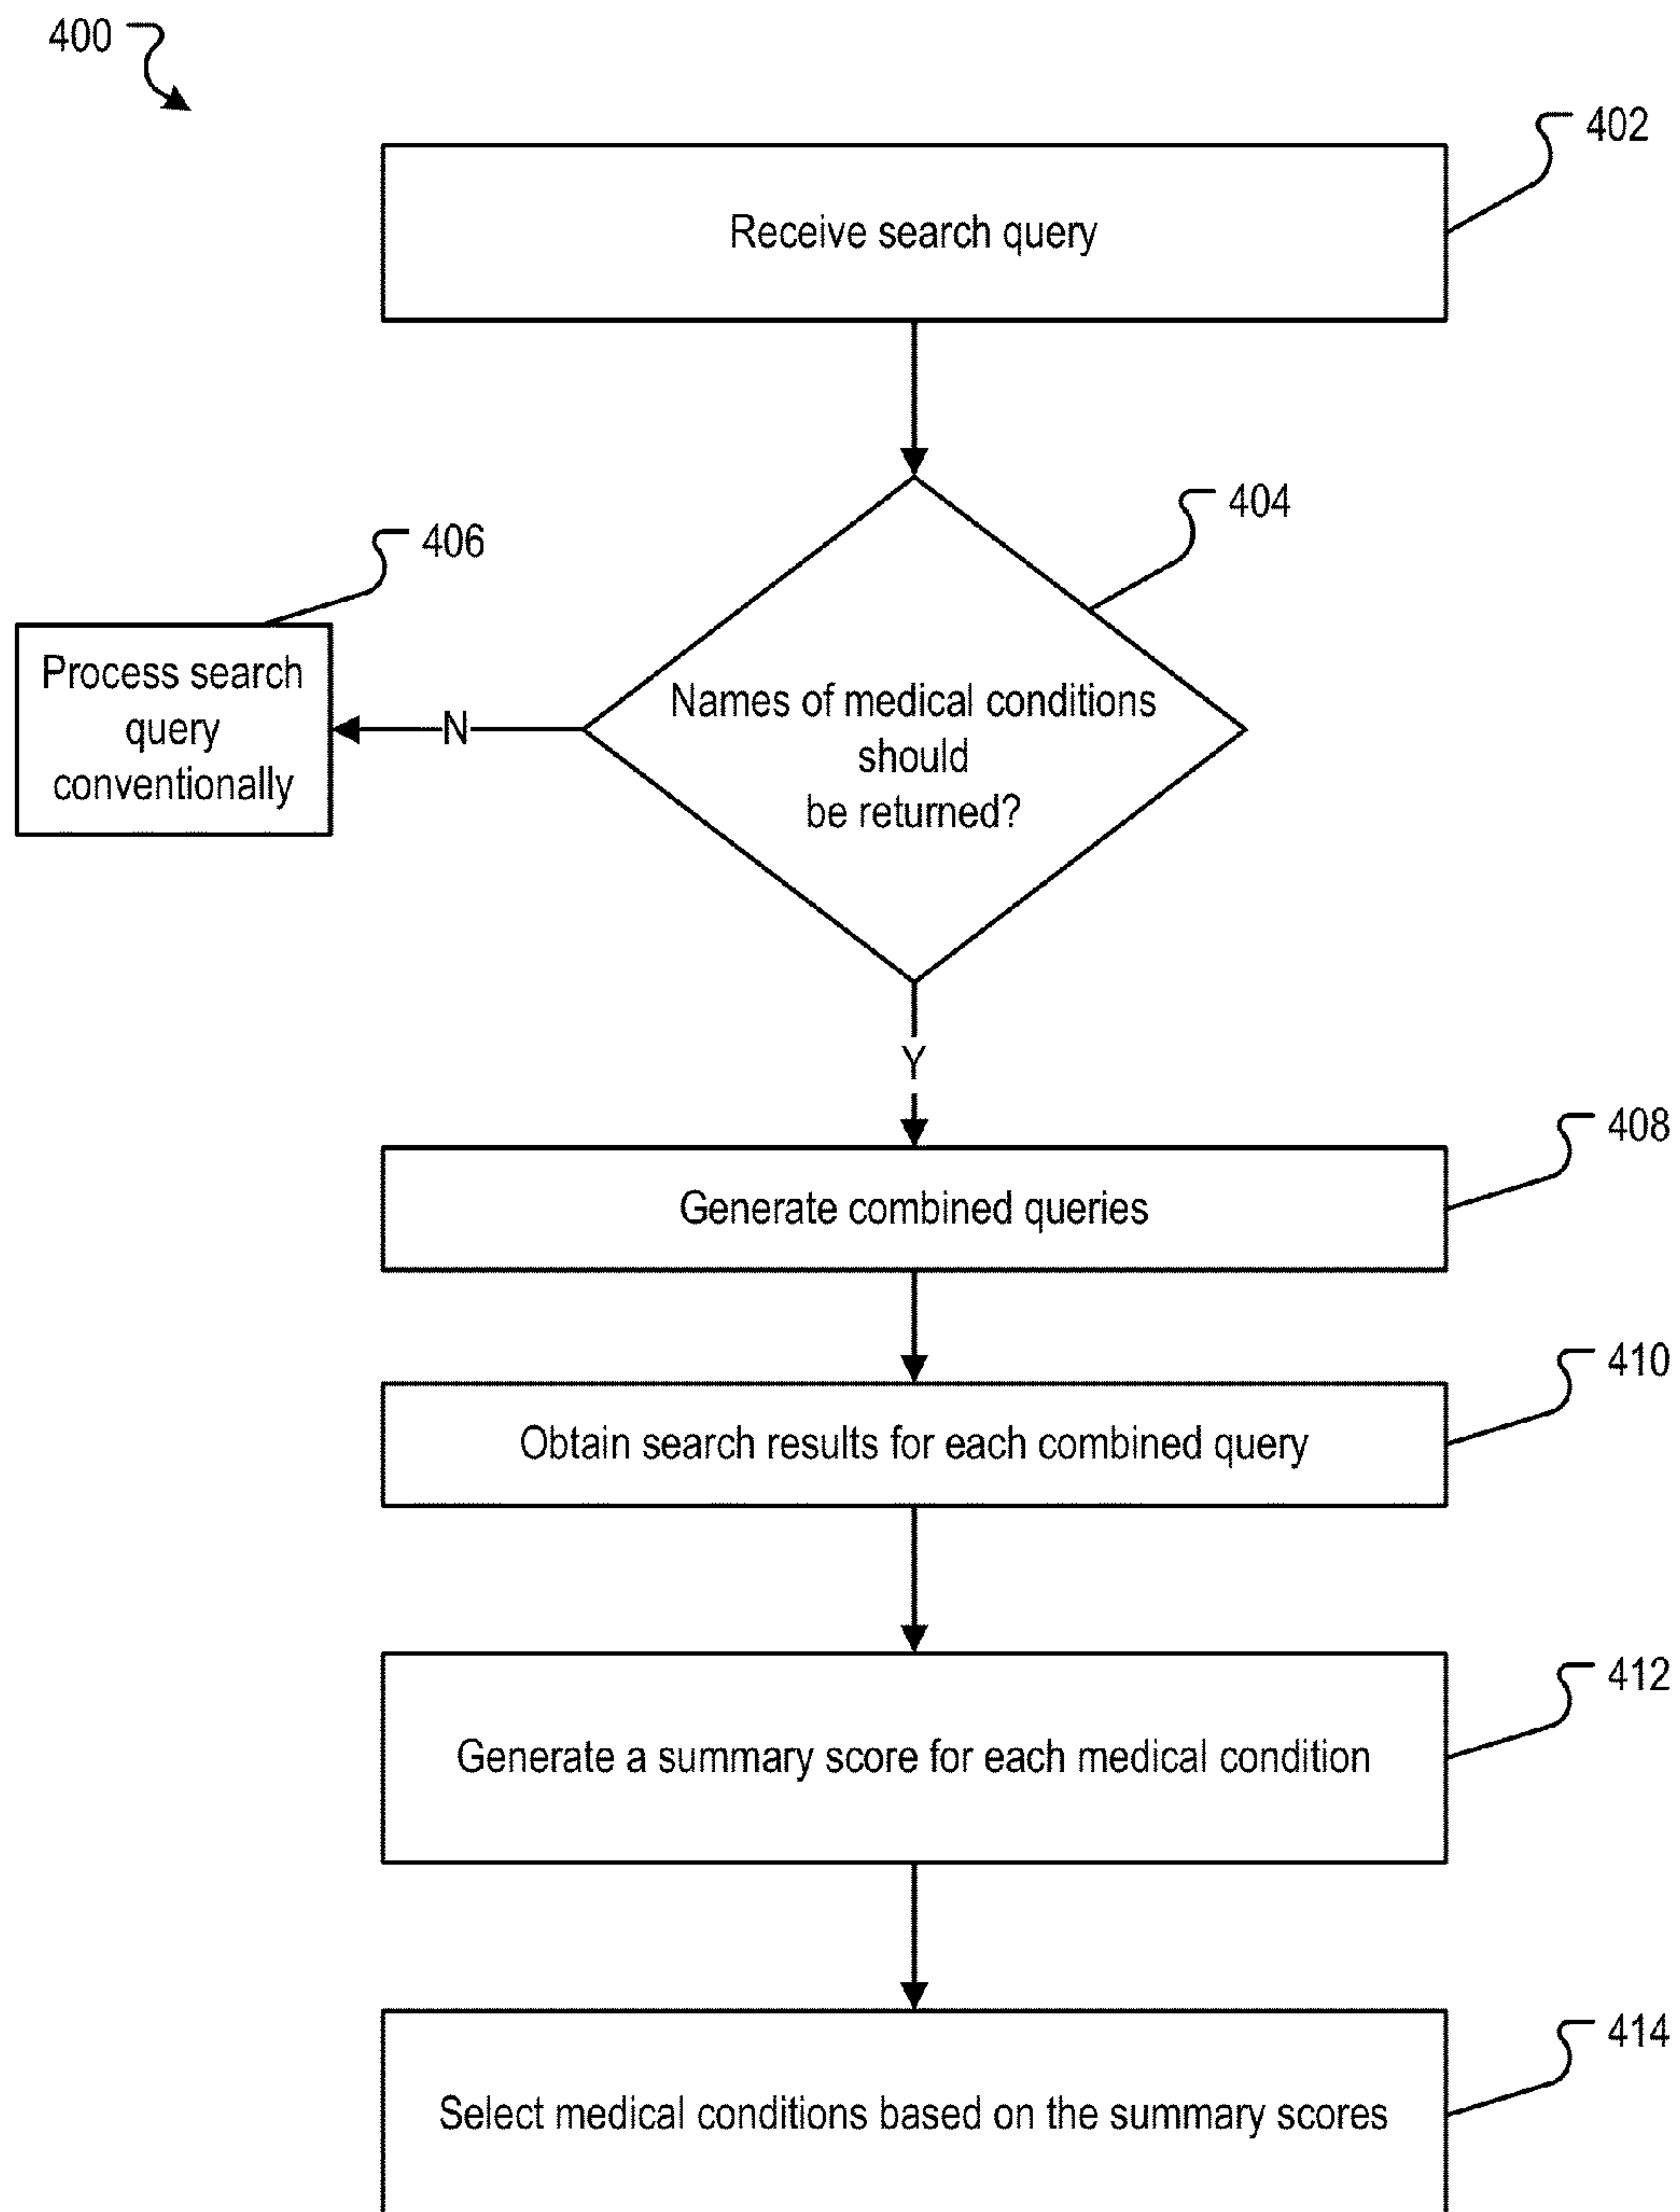 400
402
Receive search query
404
406
Process search
query
conventionally
N
Names of medical conditions
should
be returned?
Y
408
Generate combined queries
410
Obtain search results for each combined query
412
Generate a summary score for each medical condition
414
Select medical conditions based on the summary scores